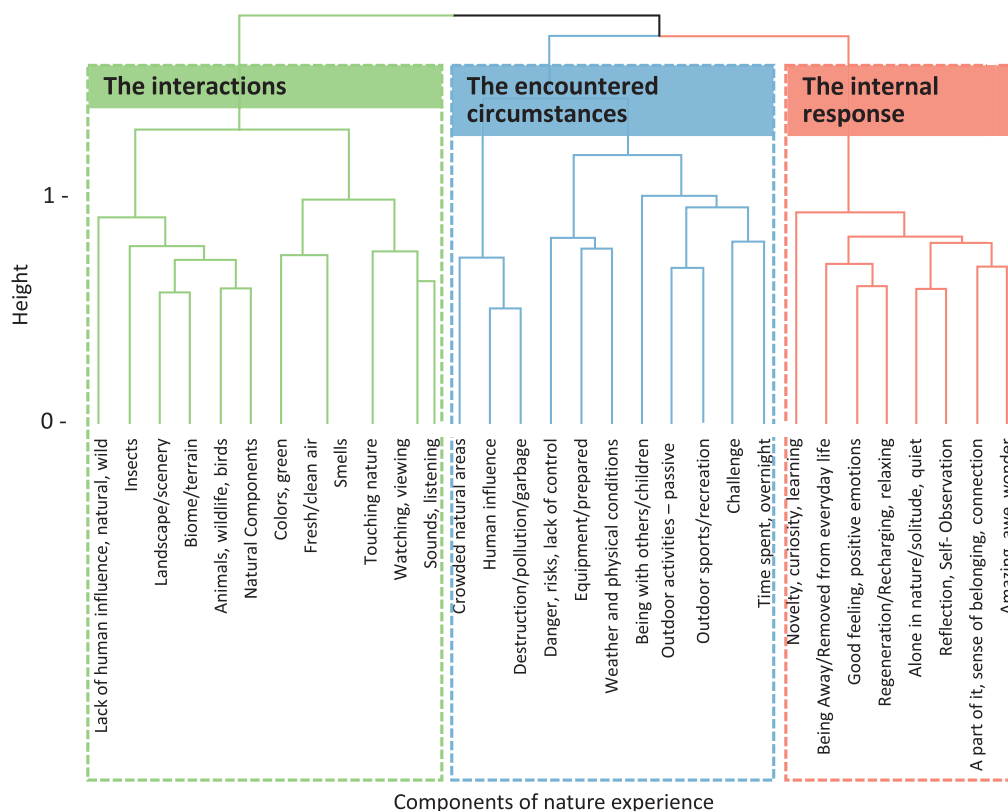 The interactions
The encountered
circumstances
The internal
response
1 -
Height
0 -
Lack of human influence, natural, wild
Insects
Landscape/scenery
Biome/terrain
Animals, wildlife, birds
Natural Components
Colors, green
Fresh/clean air
Smells
Touching nature
Watching, viewing
Sounds, listening
Crowded natural areas
Human influence
Destruction/pollution/garbage
Danger, risks, lack of control
Equipment/prepared
Weather and physical conditions
Being with others/children
Outdoor activities – passive
Outdoor sports/recreation
Challenge
Time spent, overnight
Novelty, curiosity, learning
Being Away/Removed from everyday life
Good feeling, positive emotions
Regeneration/Recharging, relaxing
Alone in nature/solitude, quiet
Reflection, Self- Observation
A part of it, sense of belonging, connection
Amazing, awe, wonder
Components of nature experience